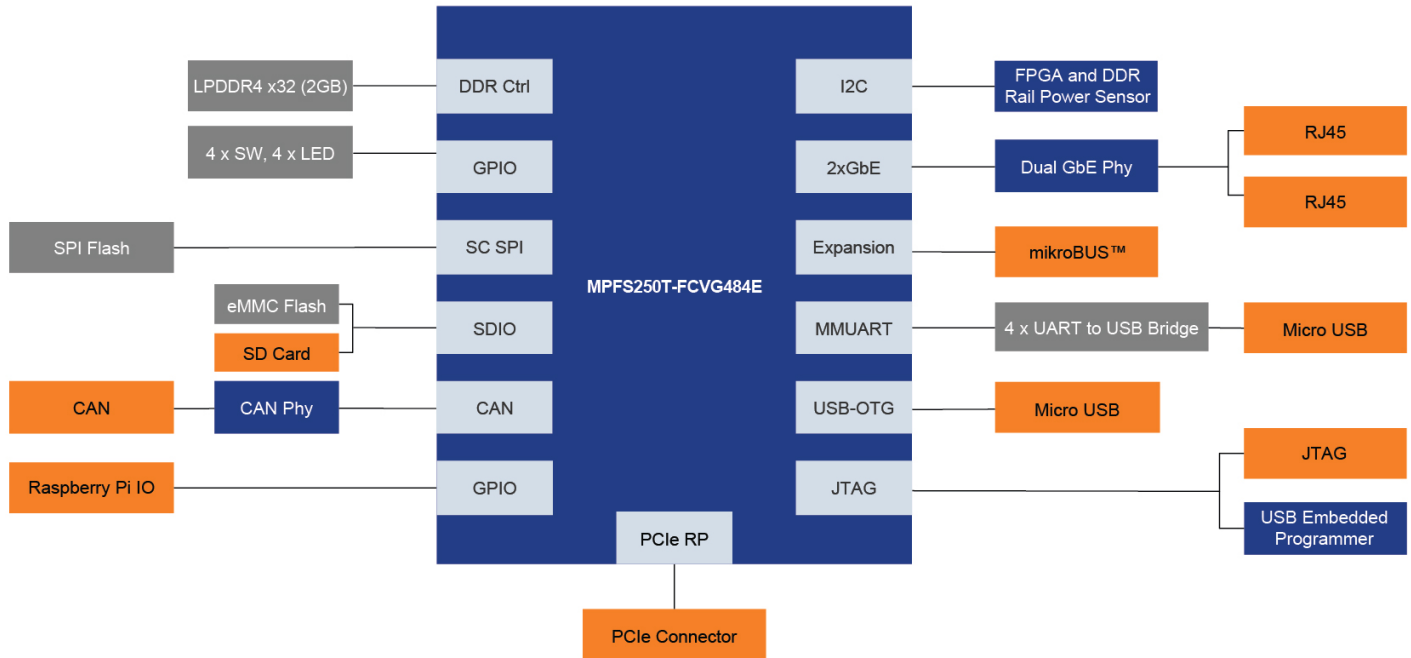 LPDDR4 x32 (2GB)
DDR Ctrl
4 x SW, 4 x LED
GPIO
SPI Flash
SC SPI
eMMC Flash
SD Card
SDIO
CAN
CAN Phy
CAN
Raspberry Pi IO
GPIO
MPFS250T-FCVG484E
PCIe RP
PCIe Connector
I2C
FPGA and DDR
Rail Power Sensor
2xGbE
Dual GbE Phy
RJ45
RJ45
Expansion
mikroBUS™
MMUART
4 x UART to USB Bridge
Micro USB
USB-OTG
Micro USB
JTAG
JTAG
USB Embedded
Programmer